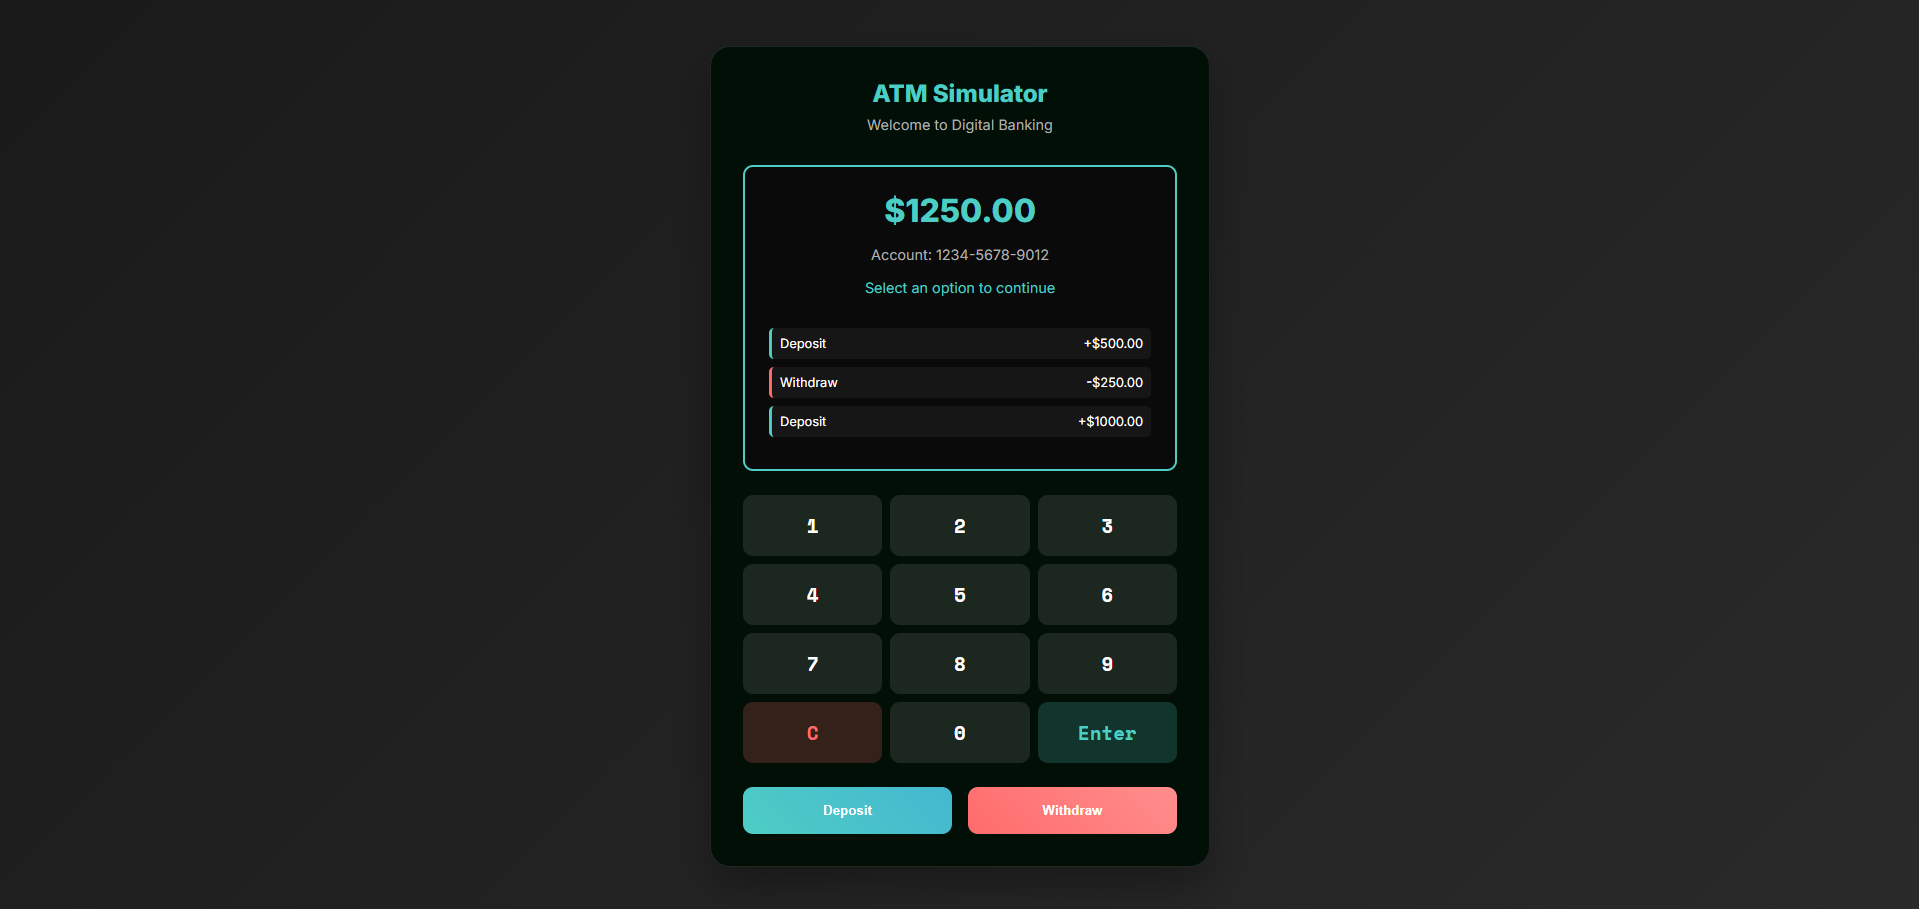 ATM Simulator
Welcome to Digital Banking
$1250.00
Account: 1234-5678-9012
Select an option to continue
Deposit +$500.00
Withdraw -$250.00
Deposit +$1000.00
1 2 3
4 5 6
7 8 9
C 0 Enter
Deposit Withdraw